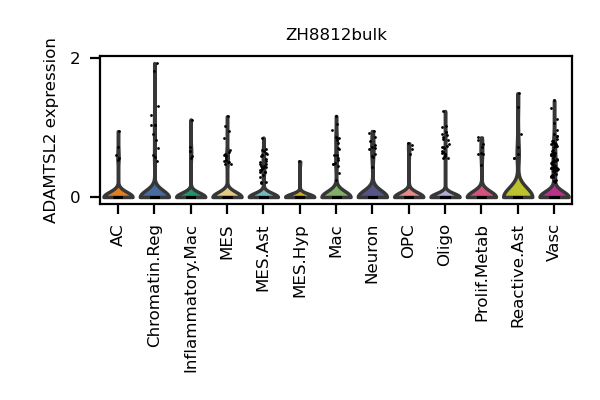 ZH8812bulk
ADAMTSL2 expression
2
0
AC
Chromatin.Reg
Inflammatory.Mac
MES
MES.Ast
MES.Hyp
Mac
Neuron
OPC
Oligo
Prolif.Metab
Reactive.Ast
Vasc